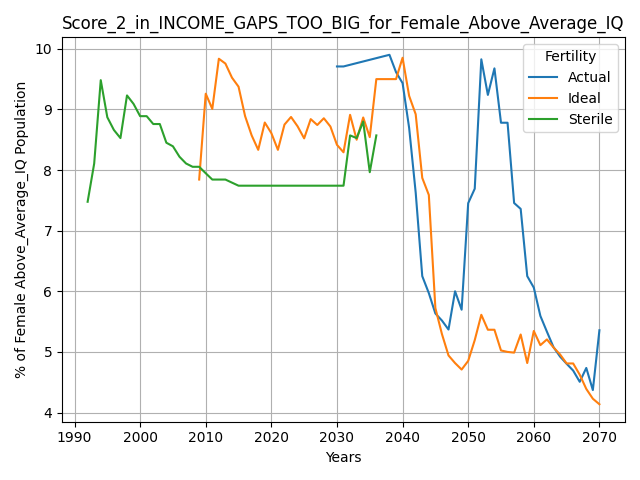 Score_2_in_INCOME_GAPS_TOO_BIG_for_Female_Above_Average_IQ
% of Female Above_Average_IQ Population
10
9
8
7
6
5
4
Fertility
Actual
Ideal
Sterile
1990 2000 2010 2020 2030 2040 2050 2060 2070
Years